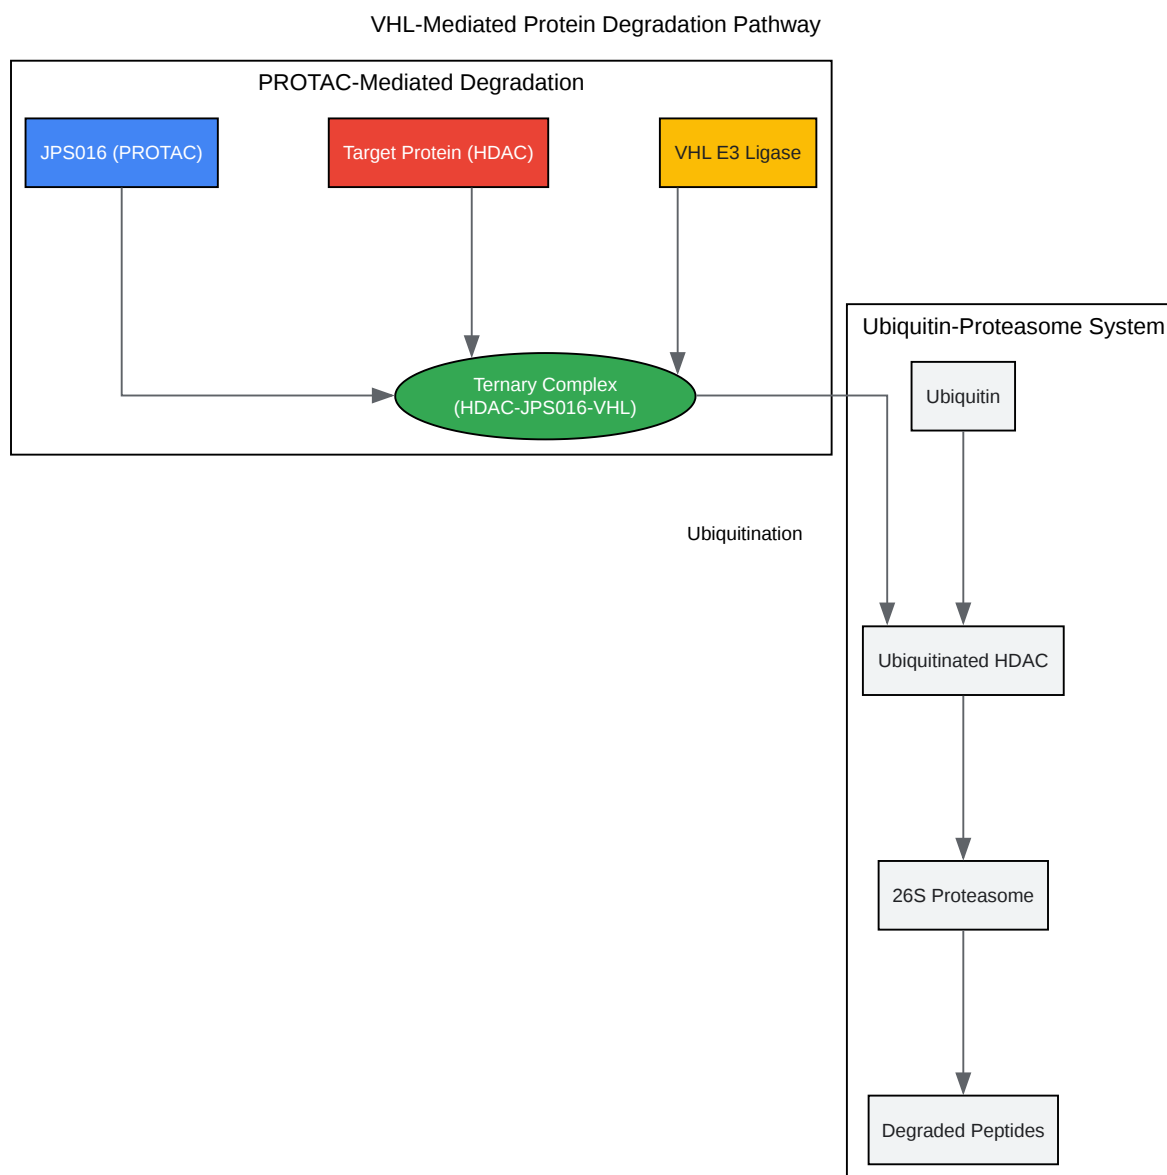 VHL-Mediated Protein Degradation Pathway
PROTAC-Mediated Degradation
JPS016 (PROTAC)
Target Protein (HDAC)
VHL E3 Ligase
Ternary Complex
(HDAC-JPS016-VHL)
Ubiquitin-Proteasome System
Ubiquitin
Ubiquitination
Ubiquitinated HDAC
26S Proteasome
Degraded Peptides